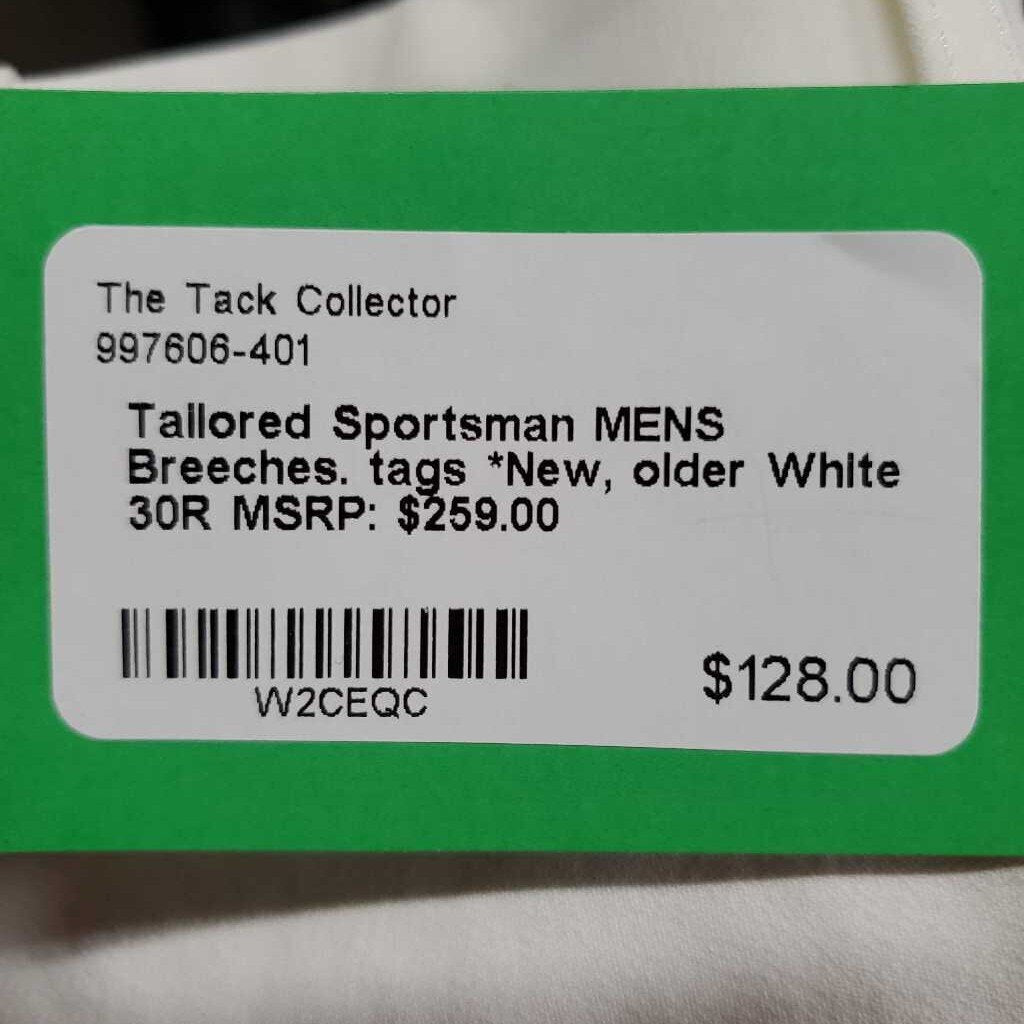 The Tack Collector
997606-401
Tailored Sportsman MENS
Breeches. tags *New, older White
30R MSRP: $259.00
W2CEQC
$128.00